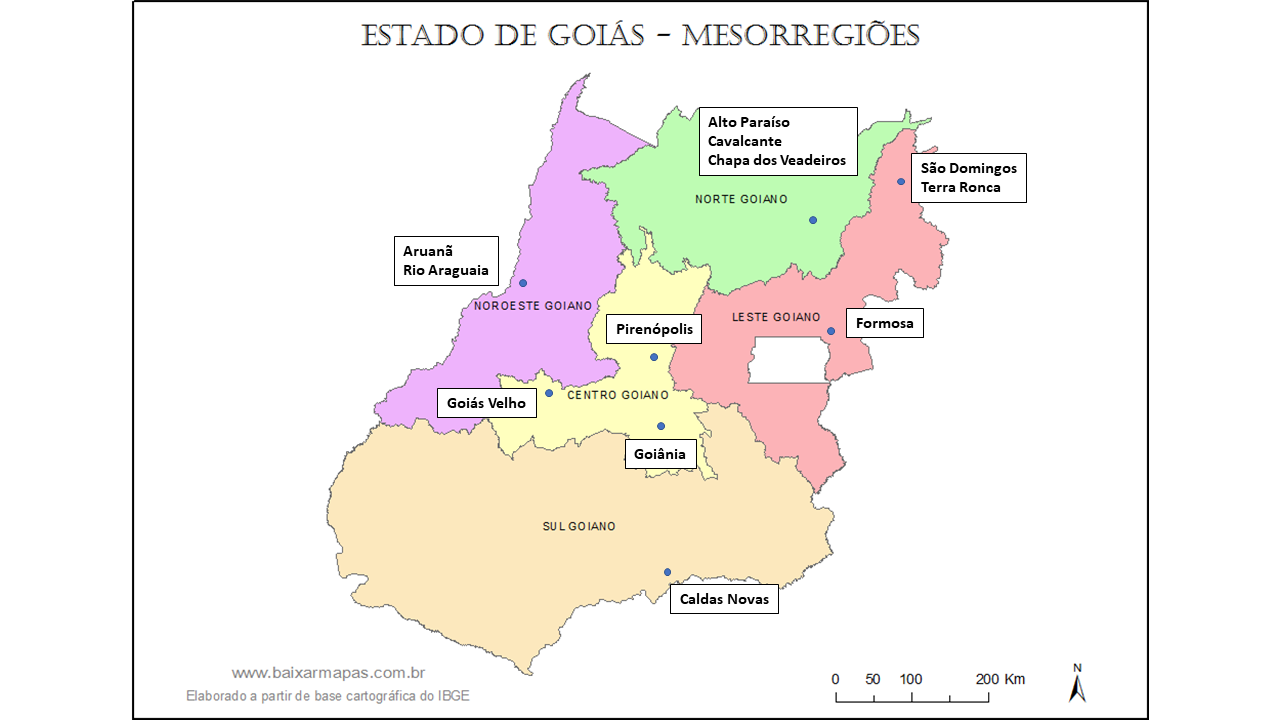 ESTADO DE GOIÁS - MESORREGIÕES
Alto Paraíso
Cavalcante
Chapa dos Veadeiros
São Domingos
Terra Ronca
NORTE GOIANO
Aruanã
Rio Araguaia
NOROESTE GOIANO
LESTE GOIANO
Formosa
Pirenópolis
Goiás Velho
CENTRO GOIANO
Goiânia
SUL GOIANO
Caldas Novas
www.baixarmapas.com.br
Elaborado a partir de base cartográfica do IBGE
0 50 100 200 Km
N